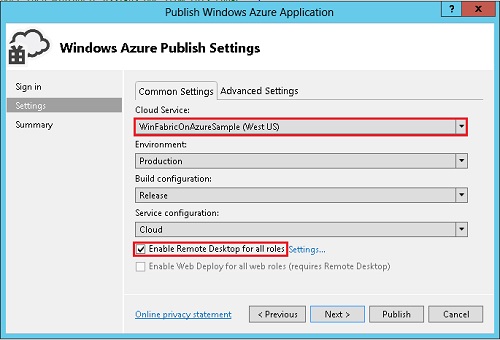 Publish Windows Azure Application
? x
Windows Azure Publish Settings
Sign in
Settings
Summary
Common Settings Advanced Settings
Cloud Service:
WinFabricOnAzureSample (West US)
Environment:
Production
Build configuration:
Release
Service configuration:
Cloud
Enable Remote Desktop for all roles Settings...
Enable Web Deploy for all web roles (requires Remote Desktop)
Online privacy statement < Previous Next > Publish Cancel